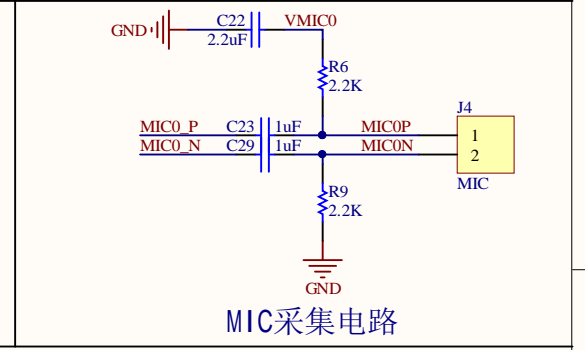 C22 VMIC0
GND
2.2uF
R6
2.2K
J4
MIC0_P C23 1uF MIC0P 1
MIC0_N C29 1uF MIC0N 2
MIC
R9
2.2K
GND
MIC采集电路